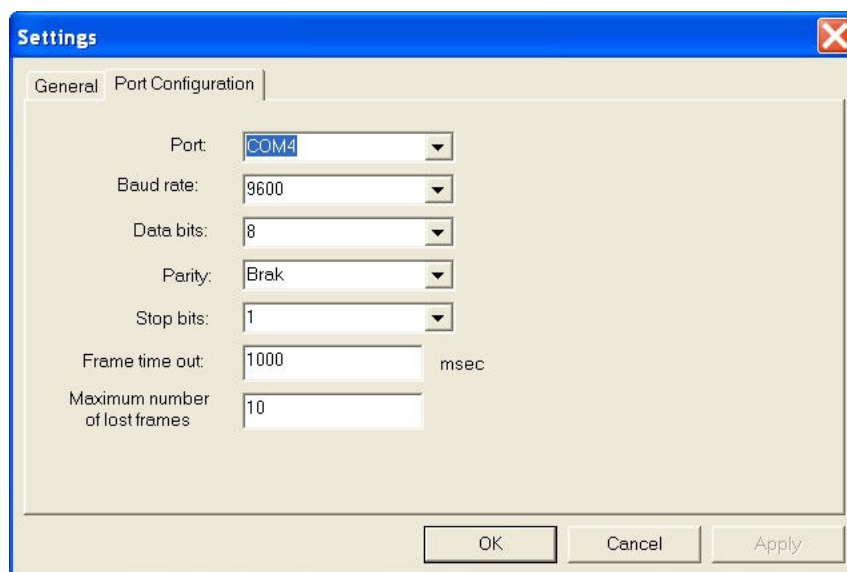 Settings
General
Port Configuration
Port:
COM4
Baud rate:
9600
Data bits:
8
Parity:
Brak
Stop bits:
1
Frame time out:
1000
msec
Maximum number
of lost frames
10
OK
Cancel
Apply